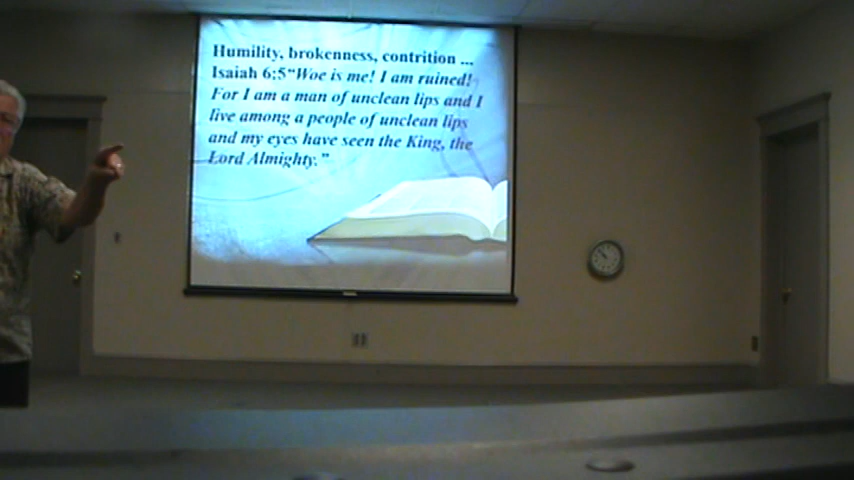 Humility, brokenness, contrition ...
Isaiah 6:5“Woe is me! I am ruined!
For I am a man of unclean lips and I
live among a people of unclean lips
and my eyes have seen the King, the
Lord Almighty.”